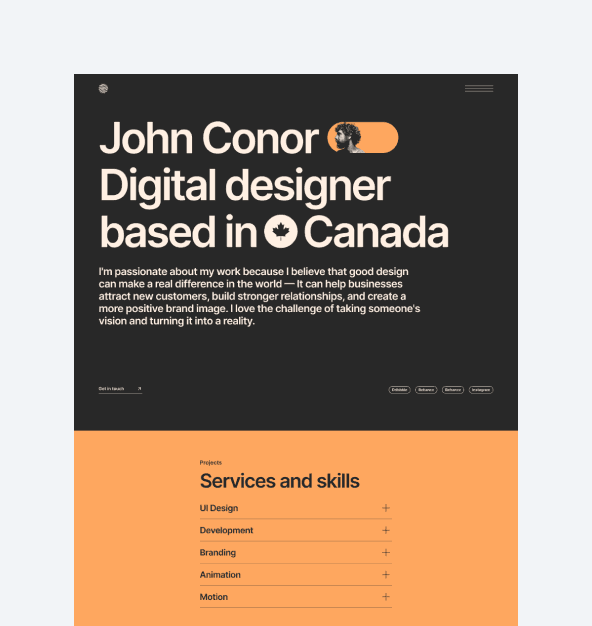 John Conor
Digital designer
based in Canada
I'm passionate about my work because I believe that good design
can make a real difference in the world — It can help businesses
attract new customers, build stronger relationships, and create a
more positive brand image. I love the challenge of taking someone's
vision and turning it into a reality.
Get in touch
Dribbble Behance Behance Instagram
Projects
Services and skills
UI Design
Development
Branding
Animation
Motion